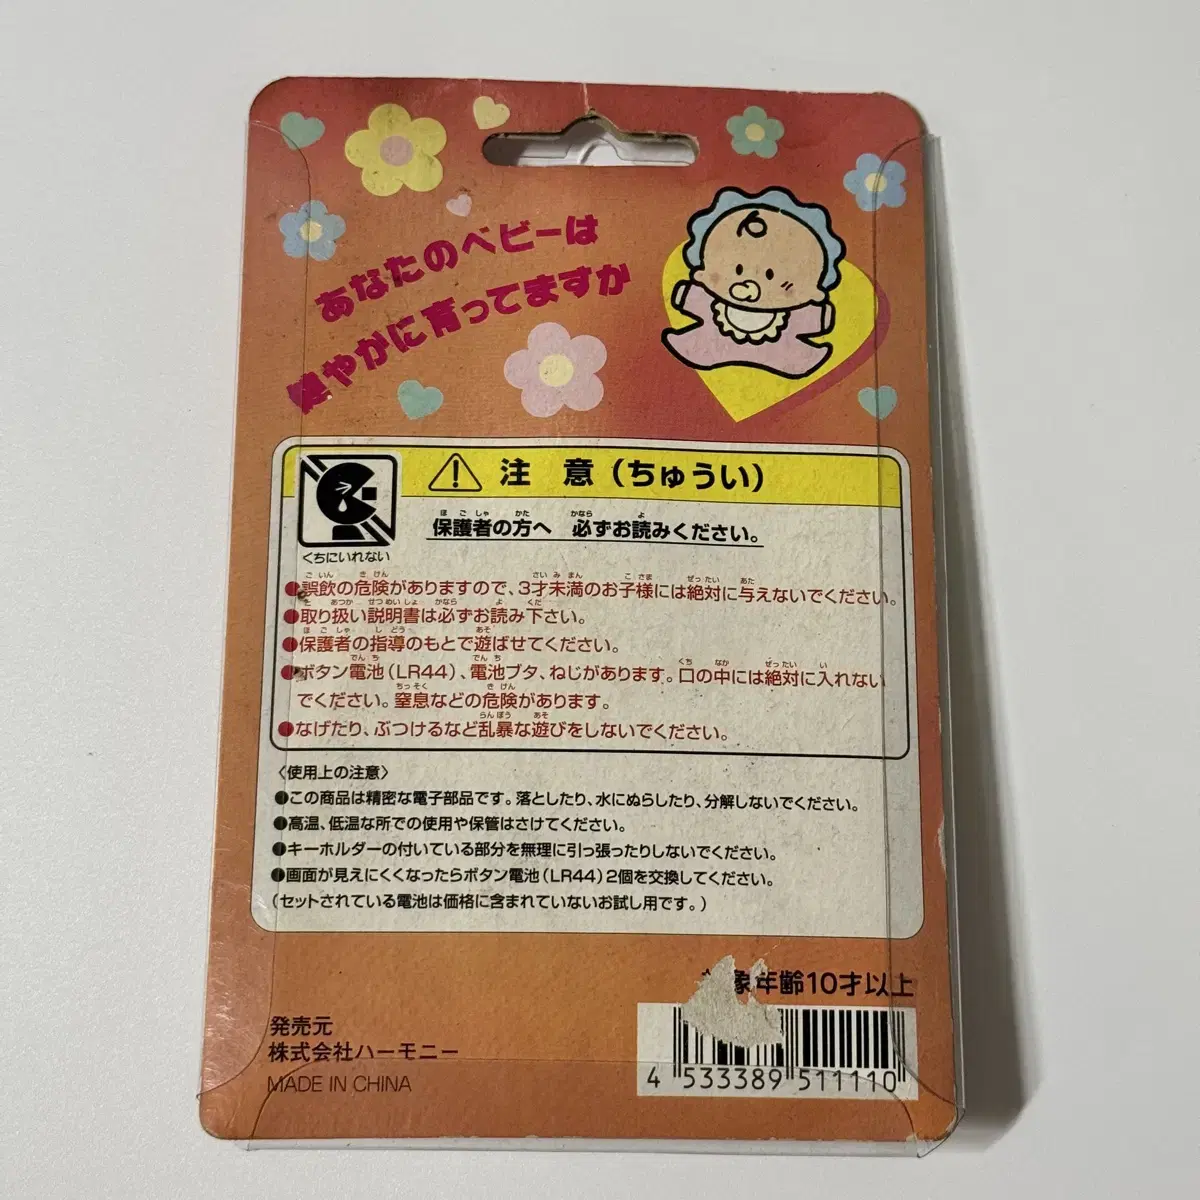 あなたのベビーは
健やかに育ってますか
注 意(ちゅうい)
くちにいれない
保護者の方へ 必ずお読みください。
●誤飲の危険がありますので、3才未満のお子様には絶対に与えないでください。
●取り扱い説明書は必ずお読み下さい。
●保護者の指導のもとで遊ばせてください。
●ボタン電池(LR44)、電池ブタ、ねじがあります。口の中には絶対に入れない
でください。窒息などの危険があります。
●なげたり、ぶつけるなど乱暴な遊びをしないでください。
〈使用上の注意〉
●この商品は精密な電子部品です。落としたり、水にぬらしたり、分解しないでください。
●高温、低温な所での使用や保管はさけてください。
●キーホルダーの付いている部分を無理に引っ張ったりしないでください。
●画面が見えにくくなったらボタン電池(LR44)2個を交換してください。
(セットされている電池は価格に含まれていないお試し用です。)
象年齢10才以上
発売元
株式会社ハーモニー
MADE IN CHINA
4 533389 511110